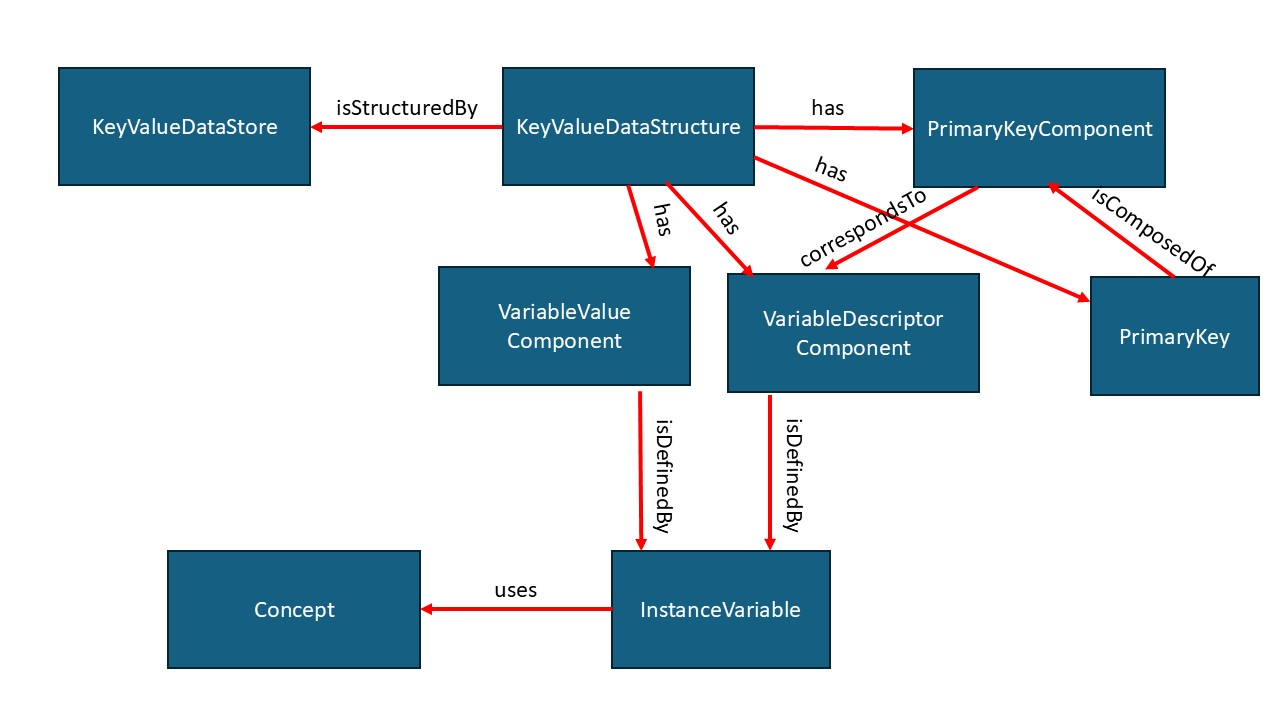 KeyValueDataStore
isStructuredBy
KeyValueDataStructure
has
PrimaryKeyComponent
has
has
has
correspondsTo
isComposedOf
VariableValue
Component
VariableDescriptor
Component
PrimaryKey
isDefinedBy
isDefinedBy
Concept
uses
InstanceVariable